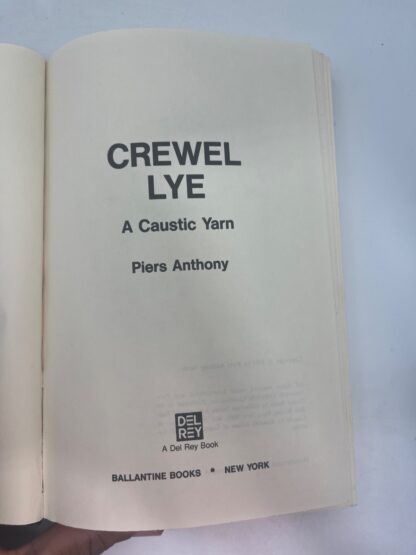 CREWEL
LYE
A Caustic Yarn
Piers Anthony
DEL
REY
A Del Rey Book
BALLANTINE BOOKS • NEW YORK